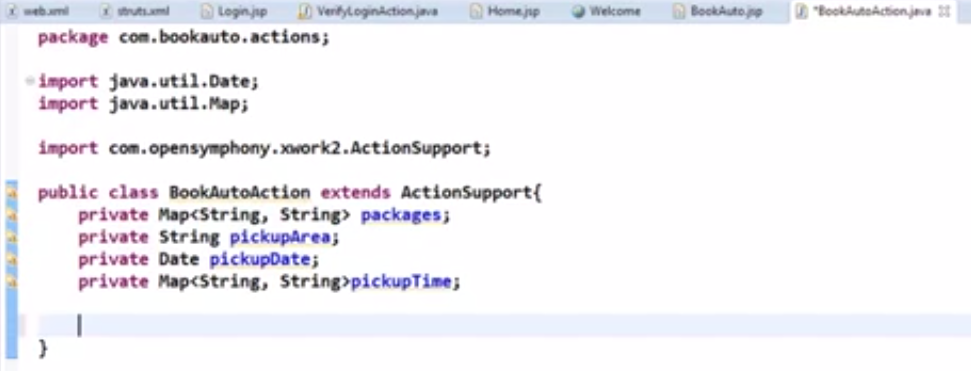 web.xml struts.xml Login.jsp VerifyLoginAction.java Home.jsp Welcome BookAuto.jsp *BookAutoAction.java
package com.bookauto.actions;
import java.util.Date;
import java.util.Map;
import com.opensymphony.xwork2.ActionSupport;
public class BookAutoAction extends ActionSupport{
private Map<String, String> packages;
private String pickupArea;
private Date pickupDate;
private Map<String, String>pickupTime;
}